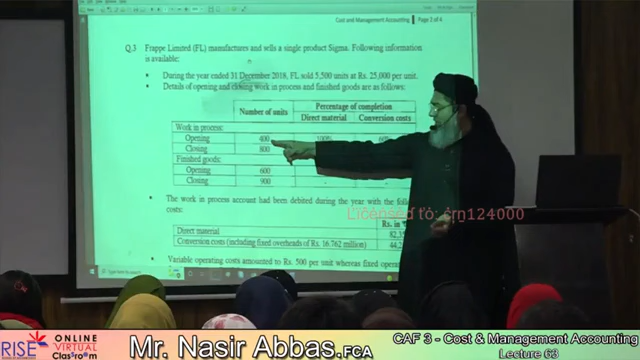 Cost and Management Accounting | Page 2 of 4
Q.3 Frappe Limited (FL) manufactures and sells a single product Sigma. Following information
is available:
During the year ended 31 December 2018, FL sold 5,500 units at Rs. 25,000 per unit.
Details of opening and closing work in process and finished goods are as follows:
Number of units
Percentage of completion
Direct material
Conversion costs
Work in process:
Opening 400 100% 60%
Closing 800
Finished goods:
Opening 600 -
Closing 900 -
The work in process account had been debited during the year with the
costs:
Rs. in
Direct material
Conversion costs (including fixed overheads of Rs. 16.762 million) 44,2
Variable operating costs amounted to Rs. 500 per unit whereas fixed
Licensed to: crn124000
RISE
ONLINE
VIRTUAL
Classroom
Mr. Nasir Abbas,FCA
CAF 3 - Cost & Management Accounting
Lecture 63